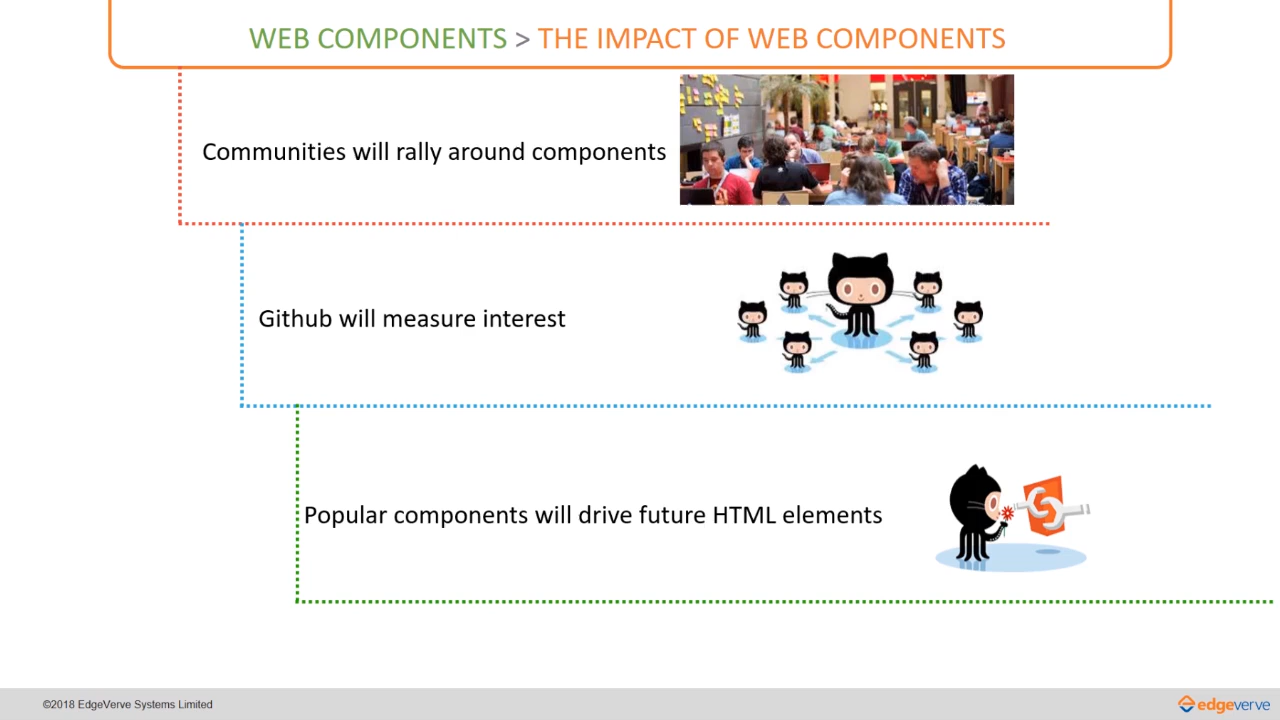 WEB COMPONENTS > THE IMPACT OF WEB COMPONENTS
Communities will rally around components
Github will measure interest
Popular components will drive future HTML elements
©2018 EdgeVerve Systems Limited
edgeverve